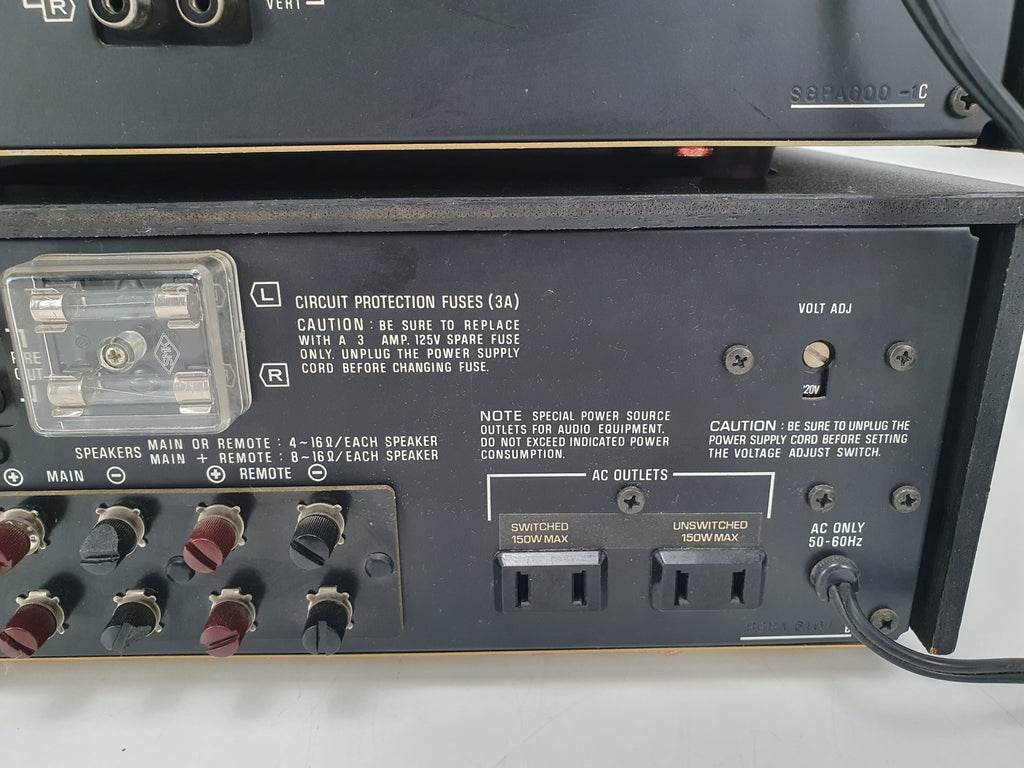 R
VERT
SGPA600 -1C
L
CIRCUIT PROTECTION FUSES (3A)
CAUTION : BE SURE TO REPLACE
WITH A 3 AMP. 125V SPARE FUSE
ONLY. UNPLUG THE POWER SUPPLY
CORD BEFORE CHANGING FUSE.
R
VOLT ADJ
220V
NOTE SPECIAL POWER SOURCE
OUTLETS FOR AUDIO EQUIPMENT.
DO NOT EXCEED INDICATED POWER
CONSUMPTION.
CAUTION : BE SURE TO UNPLUG THE
POWER SUPPLY CORD BEFORE SETTING
THE VOLTAGE ADJUST SWITCH.
SPEAKERS MAIN OR REMOTE : 4~16Ω/EACH SPEAKER
MAIN + REMOTE : 8~16Ω/EACH SPEAKER
+ MAIN − + REMOTE −
AC OUTLETS
SWITCHED
150W MAX
UNSWITCHED
150W MAX
AC ONLY
50-60Hz